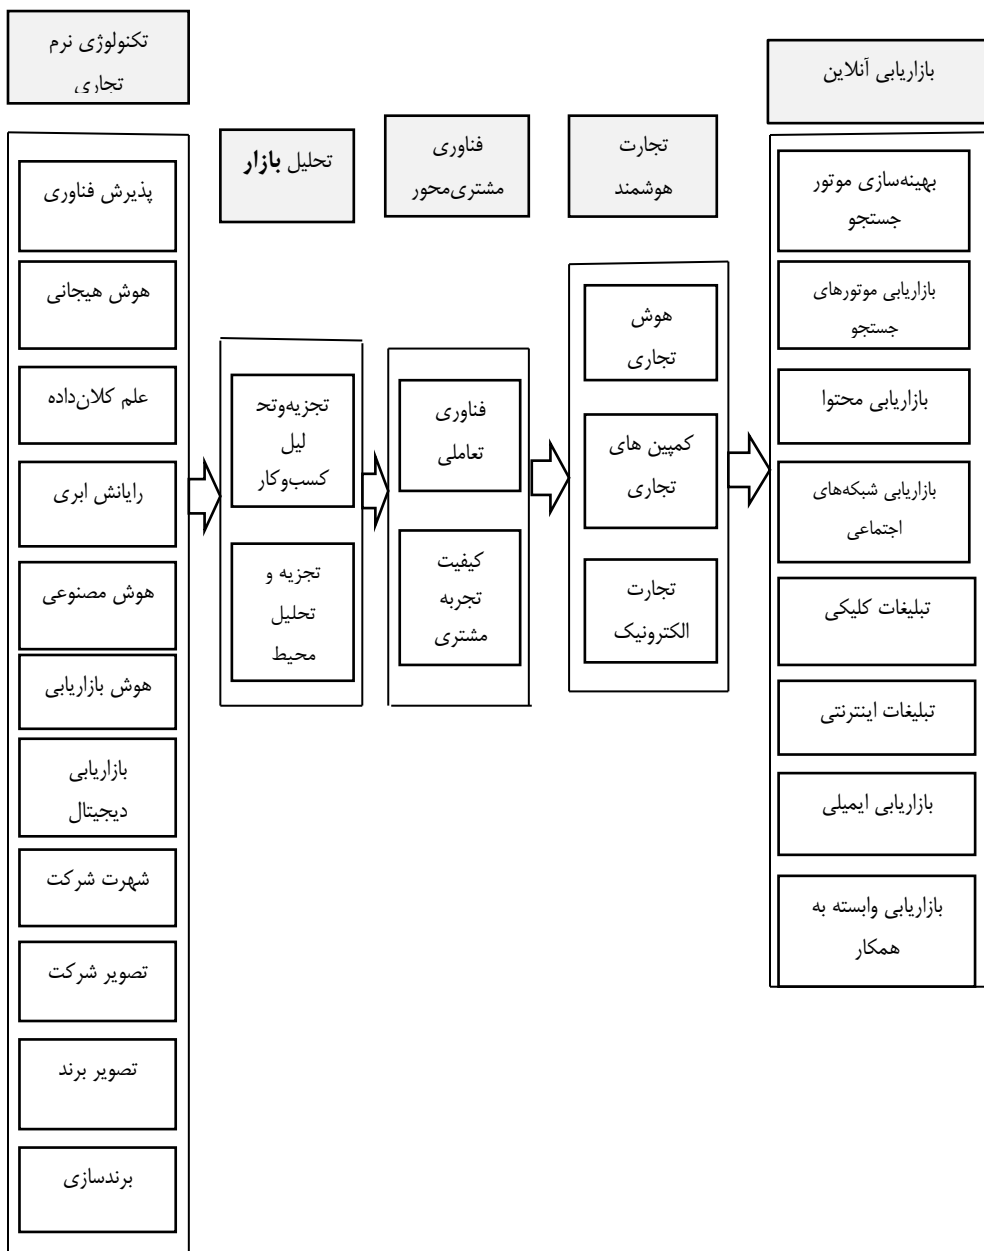 تکنولوژی نرم
تجاری
پذیرش فناوری
هوش هیجانی
علم کلان‌داده
رایانش ابری
هوش مصنوعی
هوش بازاریابی
بازاریابی
دیجیتال
شهرت شرکت
تصویر شرکت
تصویر برند
برندسازی
تحلیل بازار
تجزیه‌وتح
لیل
کسب‌وکار
تجزیه و
تحلیل
محیط
فناوری
مشتری‌محور
فناوری
تعاملی
کیفیت
تجربه
مشتری
تجارت
هوشمند
هوش
تجاری
کمپین های
تجاری
تجارت
الکترونیک
بازاریابی آنلاین
بهینه‌سازی موتور
جستجو
بازاریابی موتورهای
جستجو
بازاریابی محتوا
بازاریابی شبکه‌های
اجتماعی
تبلیغات کلیکی
تبلیغات اینترنتی
بازاریابی ایمیلی
بازاریابی وابسته به
همکار